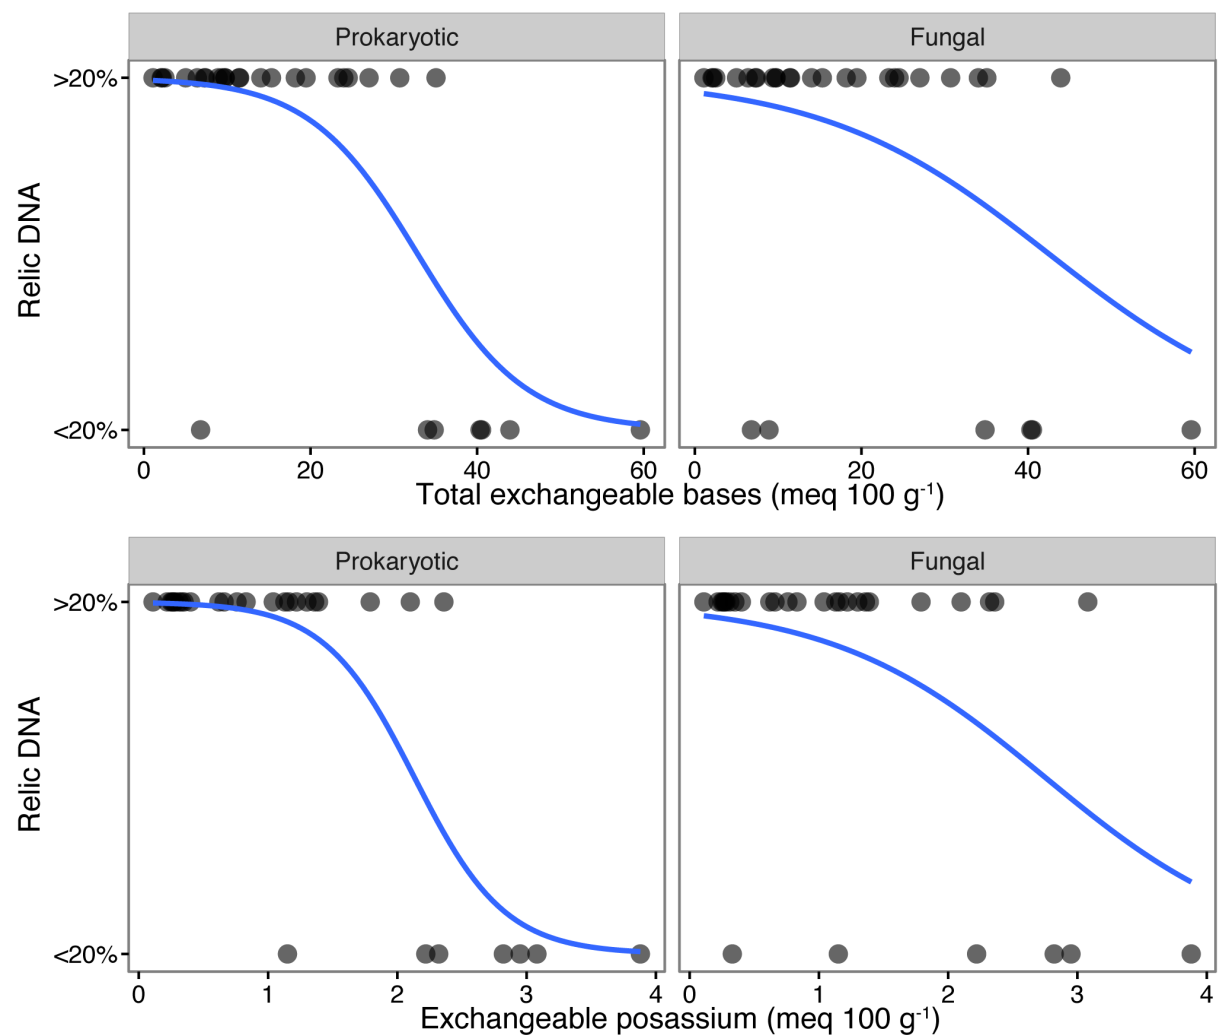 Prokaryotic Fungal
>20%
Relic DNA
<20%
0 20 40 60 0 20 40 60
Total exchangeable bases (meq 100 g⁻¹)
Prokaryotic Fungal
>20%
Relic DNA
<20%
0 1 2 3 4 0 1 2 3 4
Exchangeable posassium (meq 100 g⁻¹)